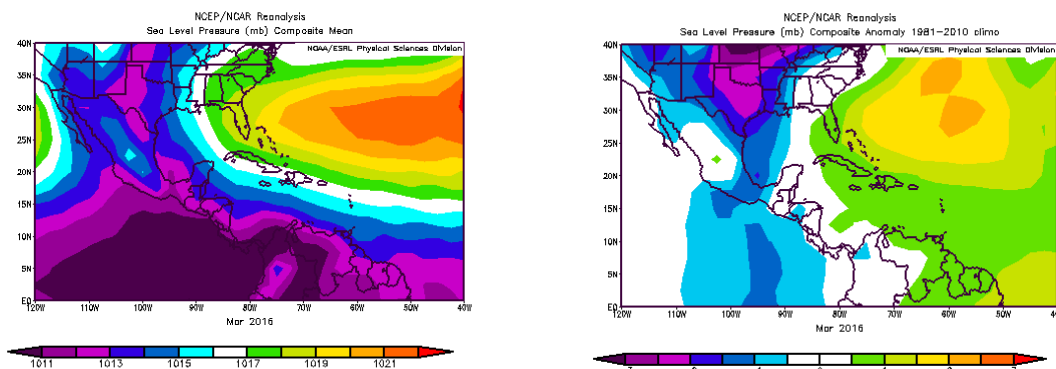 NCEP/NCAR Reanalysis
Sea Level Pressure (mb) Composite Mean
NOAA/ESRL Physical Sciences Division
40N
35N
30N
25N
20N
15N
10N
5N
EQ
120W 110W 100W 90W 80W 70W 60W 50W 40W
Mar 2016
1011 1013 1015 1017 1019 1021
NCEP/NCAR Reanalysis
Sea Level Pressure (mb) Composite Anomaly 1981-2010 climo
NOAA/ESRL Physical Sciences Division
40N
35N
30N
25N
20N
15N
10N
5N
EQ
120W 110W 100W 90W 80W 70W 60W 50W 40W
Mar 2016